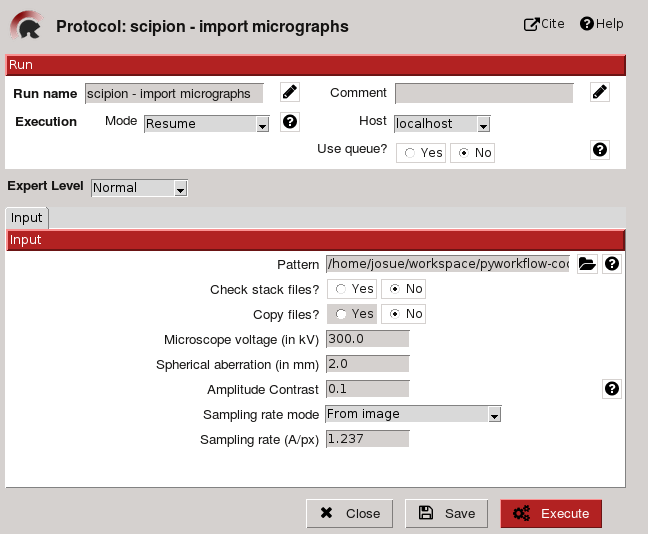 Protocol: scipion - import micrographs Cite Help
Run
Run name scipion - import micrographs Comment
Execution Mode Resume Host localhost
Use queue? Yes No
Expert Level Normal
Input
Input
Pattern /home/josue/workspace/pyworkflow-coc
Check stack files? Yes No
Copy files? Yes No
Microscope voltage (in kV) 300.0
Spherical aberration (in mm) 2.0
Amplitude Contrast 0.1
Sampling rate mode From image
Sampling rate (A/px) 1.237
Close Save Execute